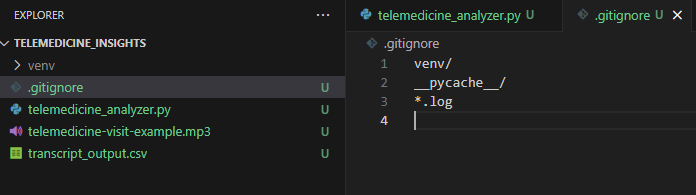 EXPLORER
TELEMEDICINE_INSIGHTS
venv
.gitignore U
telemedicine_analyzer.py U
telemedicine-visit-example.mp3 U
transcript_output.csv U
telemedicine_analyzer.py U
.gitignore U
.gitignore
1 venv/
2 __pycache__/
3 *.log
4